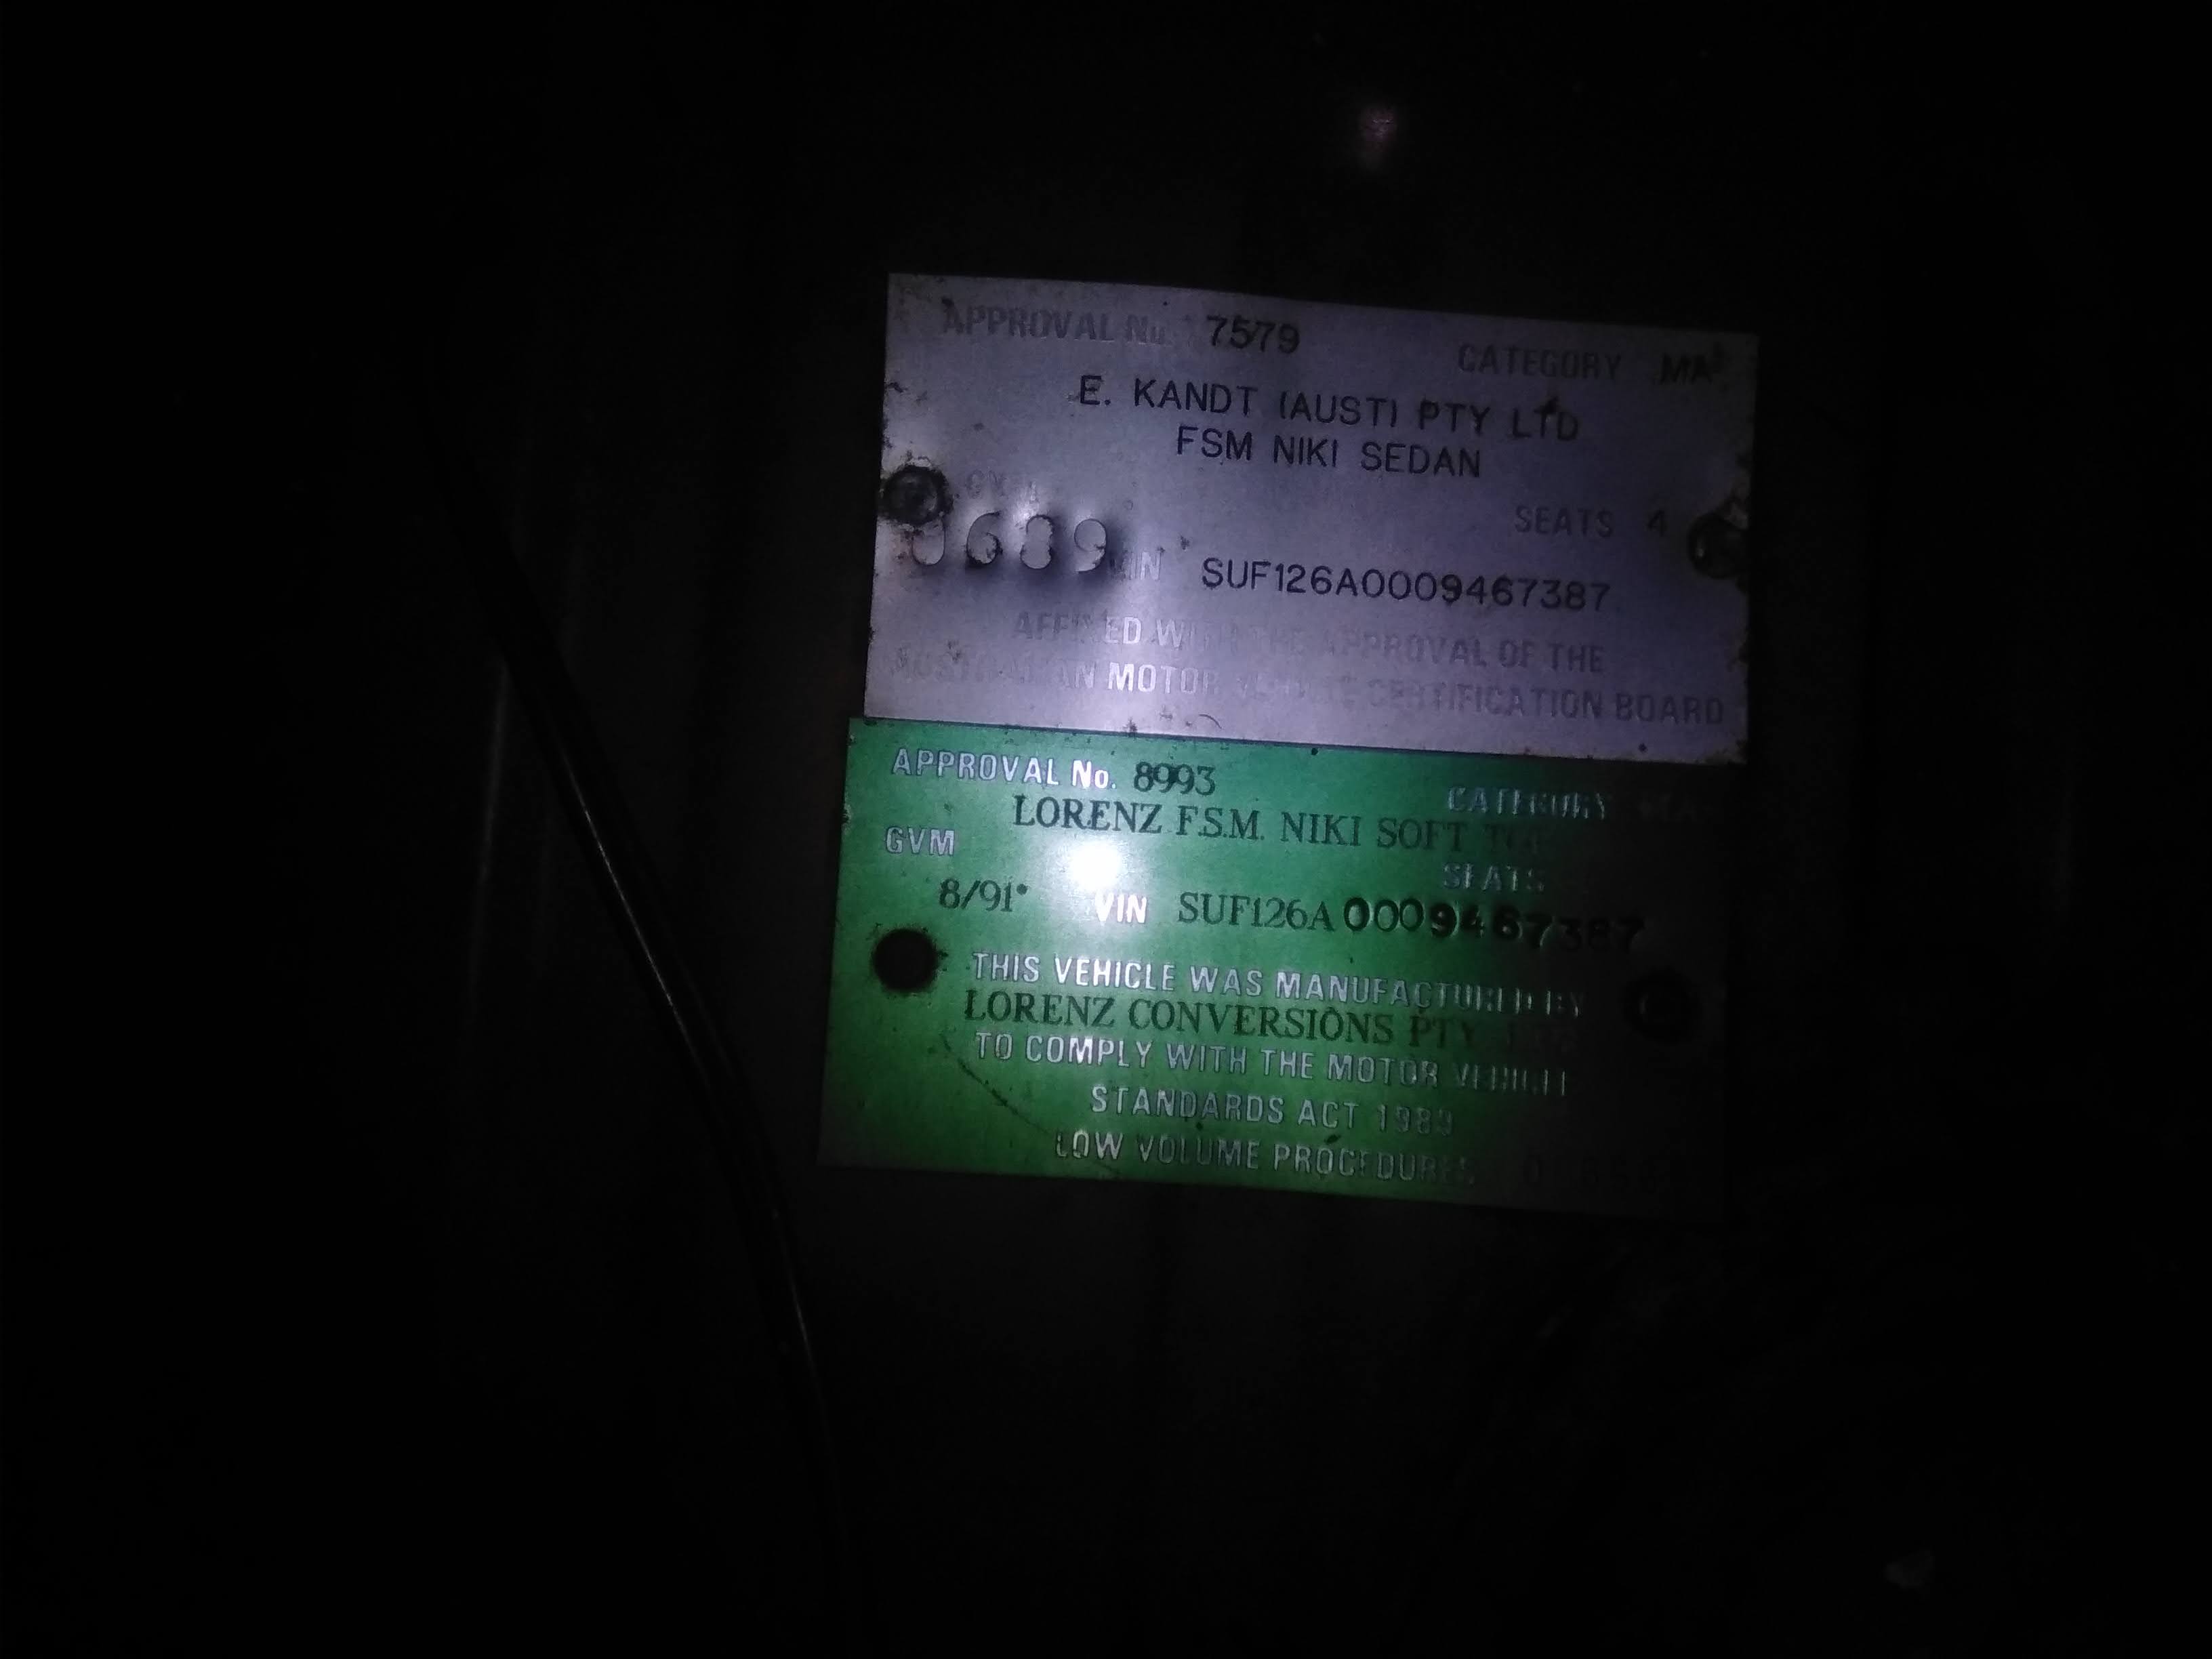 APPROVAL No. 7579 CATEGORY MA
E. KANDT (AUST) PTY LTD
FSM NIKI SEDAN
SEATS 4
0689 VIN SUF126A0009467387
AFFIXED WITH THE APPROVAL OF THE
AUSTRALIAN MOTOR VEHICLE CERTIFICATION BOARD
APPROVAL No. 8993 CATEGORY
LORENZ F.S.M. NIKI SOFT TOP
GVM SEATS
8/91 VIN SUF126A0009467387
THIS VEHICLE WAS MANUFACTURED BY
LORENZ CONVERSIONS PTY
TO COMPLY WITH THE MOTOR VEHICLE
STANDARDS ACT 1989
LOW VOLUME PROCEDURES